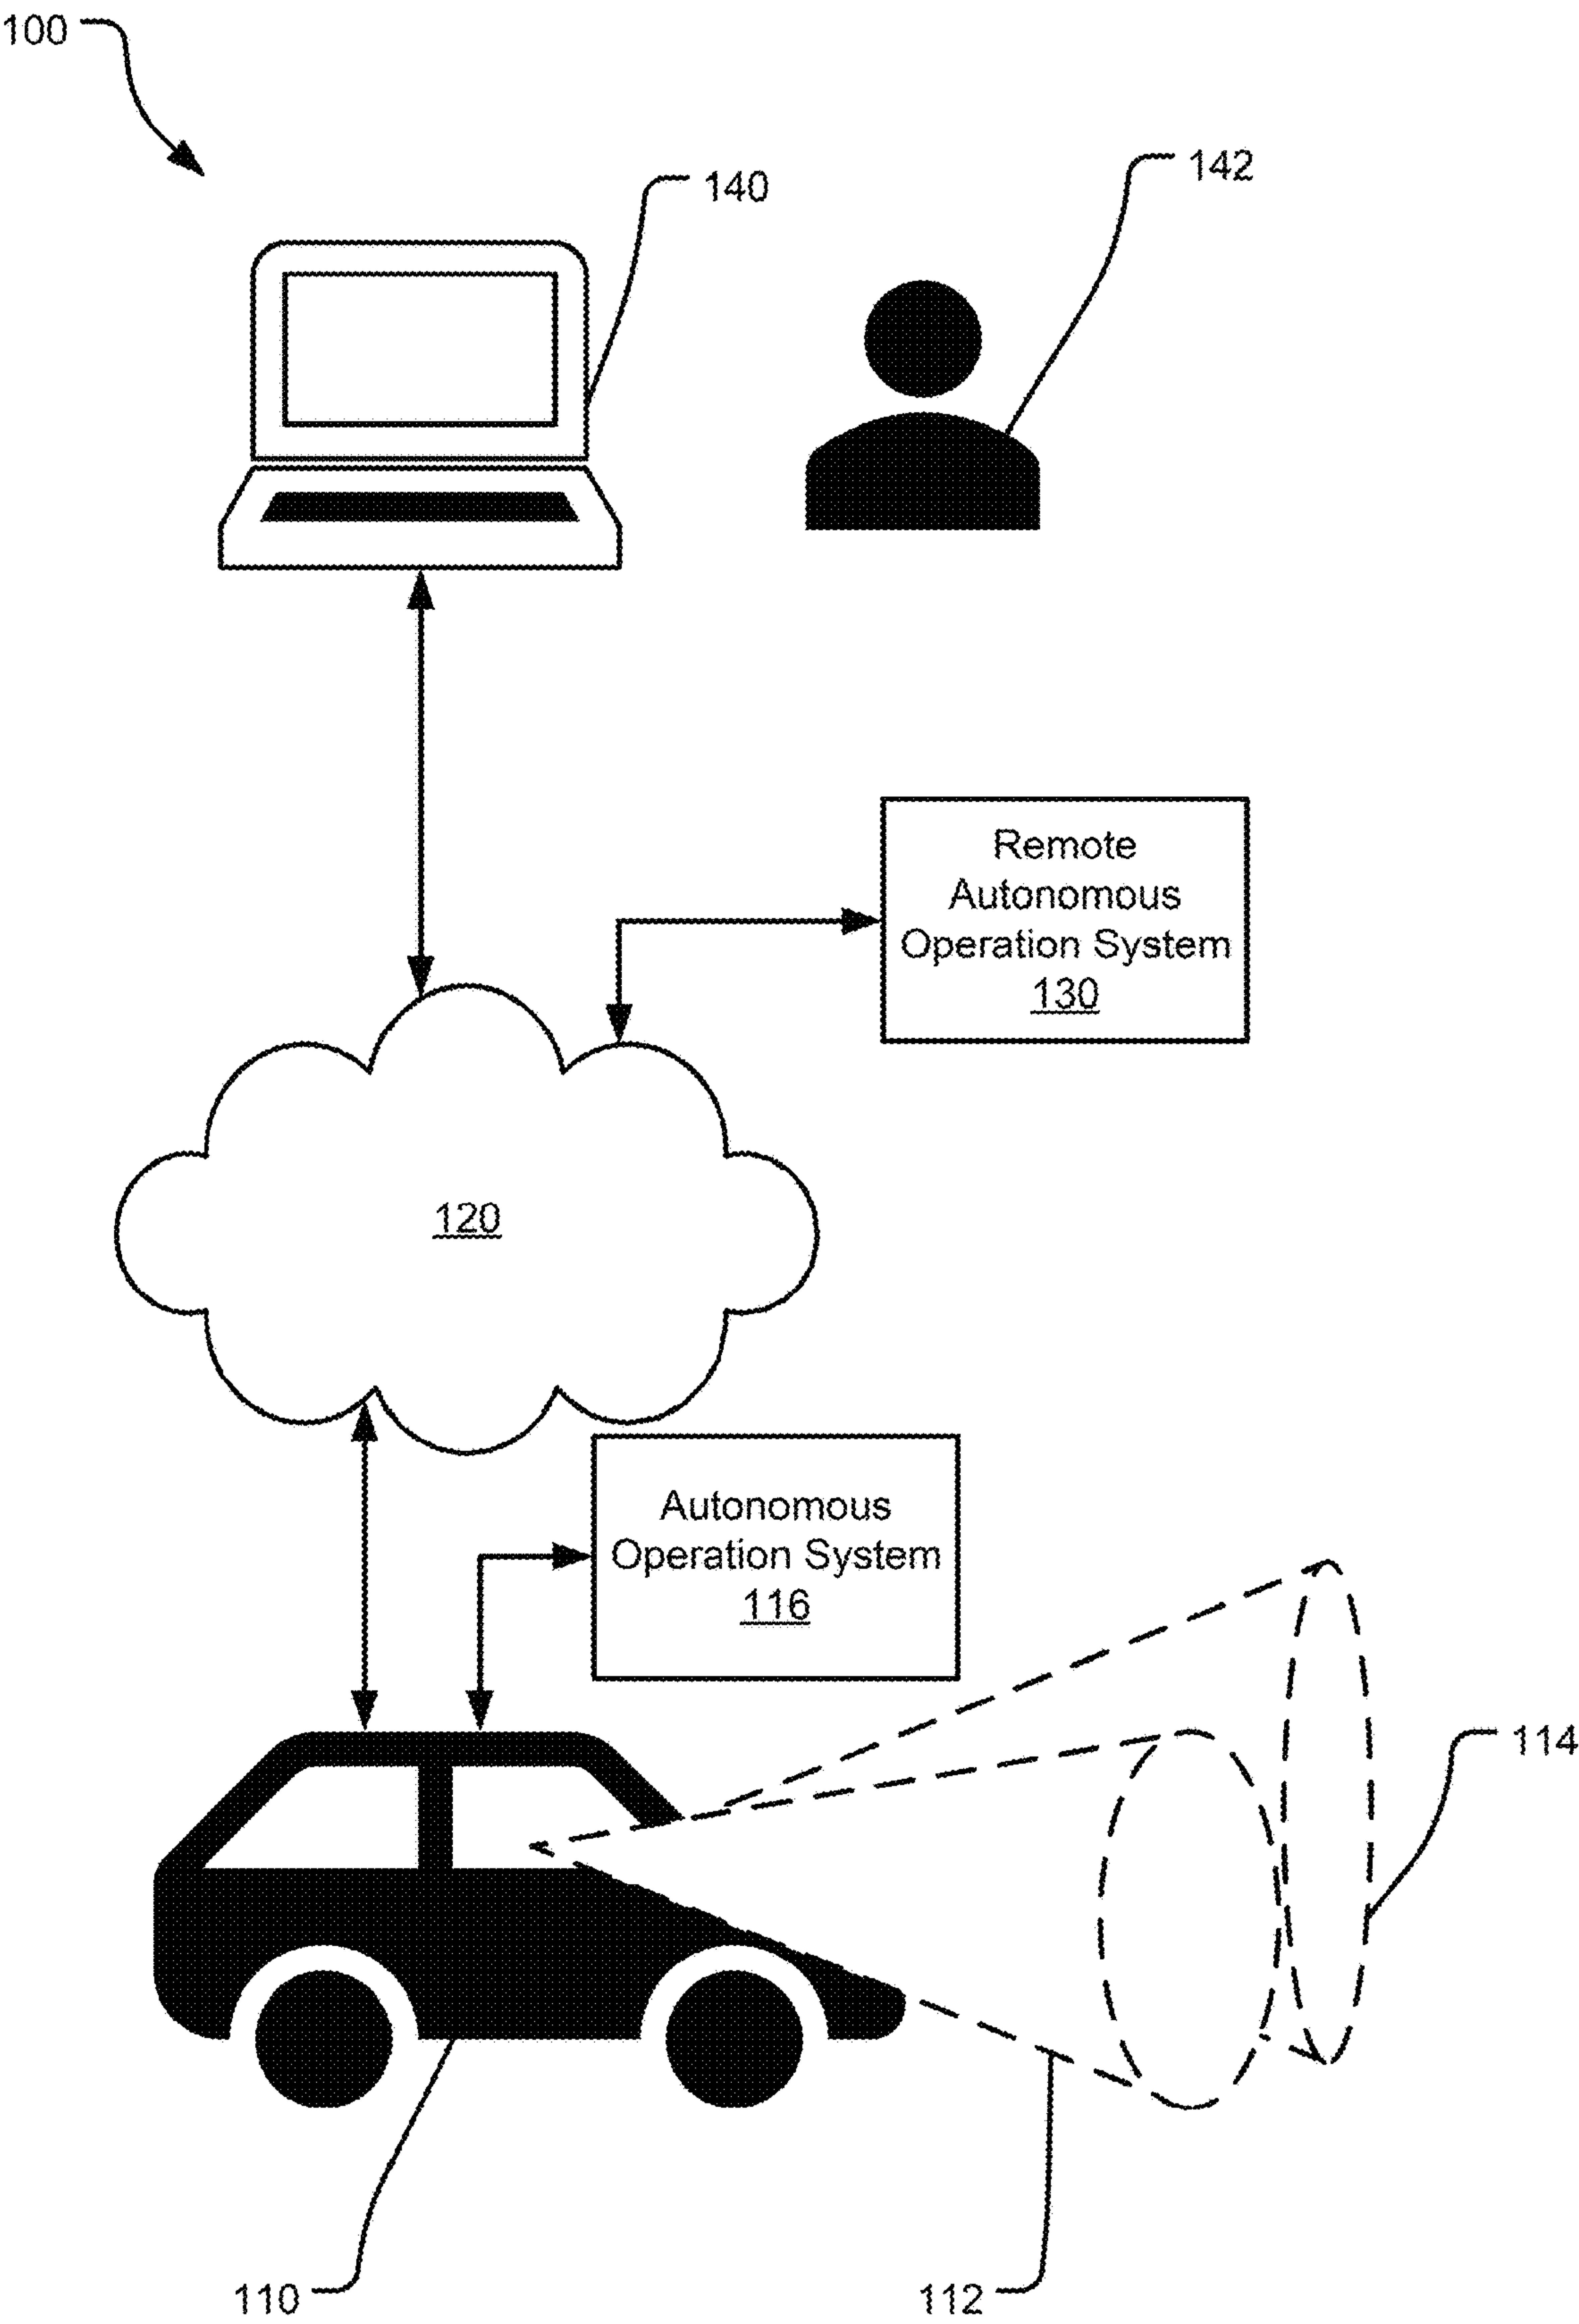 100
140
142
Remote
Autonomous
Operation System
130
120
Autonomous
Operation System
116
114
110
112